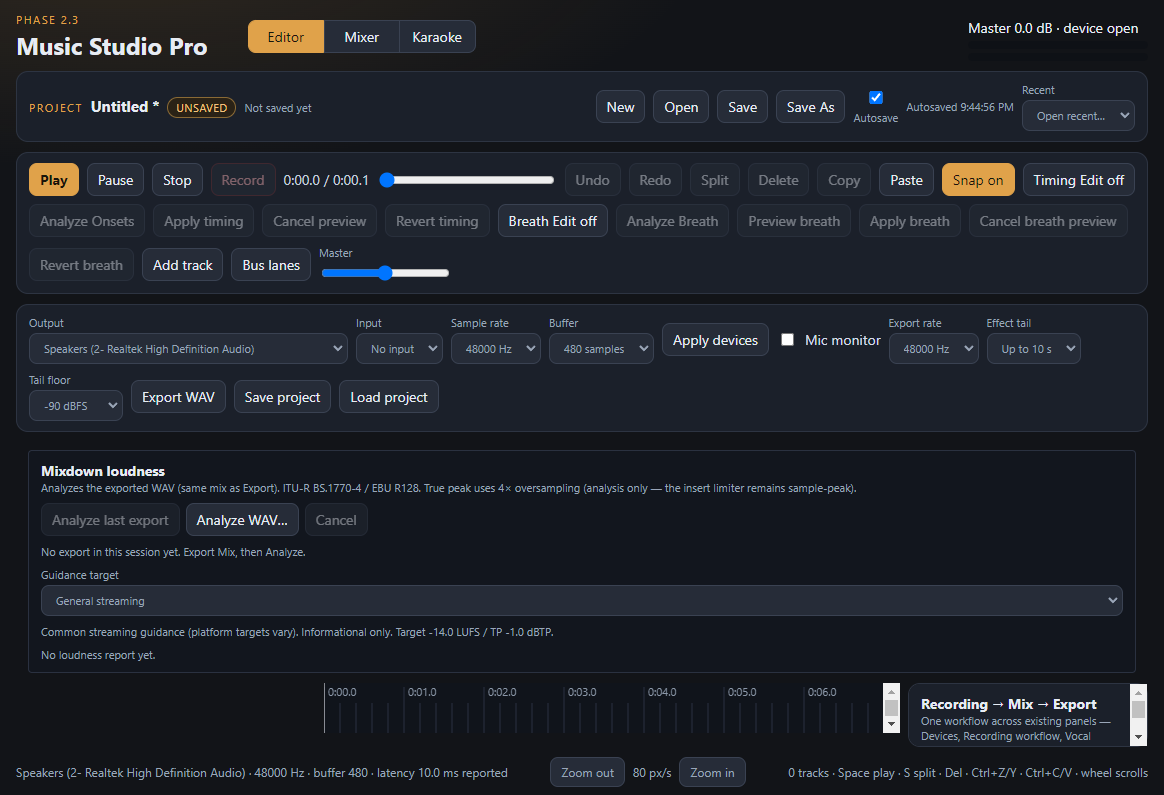 PHASE 2.3
Music Studio Pro
Editor Mixer Karaoke
Master 0.0 dB · device open
PROJECT Untitled * UNSAVED Not saved yet
New Open Save Save As Autosave Autosaved 9:44:56 PM Recent Open recent...
Play Pause Stop Record 0:00.0 / 0:00.1 Undo Redo Split Delete Copy Paste Snap on Timing Edit off
Analyze Onsets Apply timing Cancel preview Revert timing Breath Edit off Analyze Breath Preview breath Apply breath Cancel breath preview
Revert breath Add track Bus lanes Master
Output Input Sample rate Buffer Export rate Effect tail
Speakers (2- Realtek High Definition Audio) No input 48000 Hz 480 samples Apply devices Mic monitor 48000 Hz Up to 10 s
Tail floor
-90 dBFS Export WAV Save project Load project
Mixdown loudness
Analyzes the exported WAV (same mix as Export). ITU-R BS.1770-4 / EBU R128. True peak uses 4× oversampling (analysis only — the insert limiter remains sample-peak).
Analyze last export Analyze WAV... Cancel
No export in this session yet. Export Mix, then Analyze.
Guidance target
General streaming
Common streaming guidance (platform targets vary). Informational only. Target -14.0 LUFS / TP -1.0 dBTP.
No loudness report yet.
0:00.0 0:01.0 0:02.0 0:03.0 0:04.0 0:05.0 0:06.0
Recording → Mix → Export
One workflow across existing panels —
Devices, Recording workflow, Vocal
Speakers (2- Realtek High Definition Audio) · 48000 Hz · buffer 480 · latency 10.0 ms reported
Zoom out 80 px/s Zoom in
0 tracks · Space play · S split · Del · Ctrl+Z/Y · Ctrl+C/V · wheel scrolls